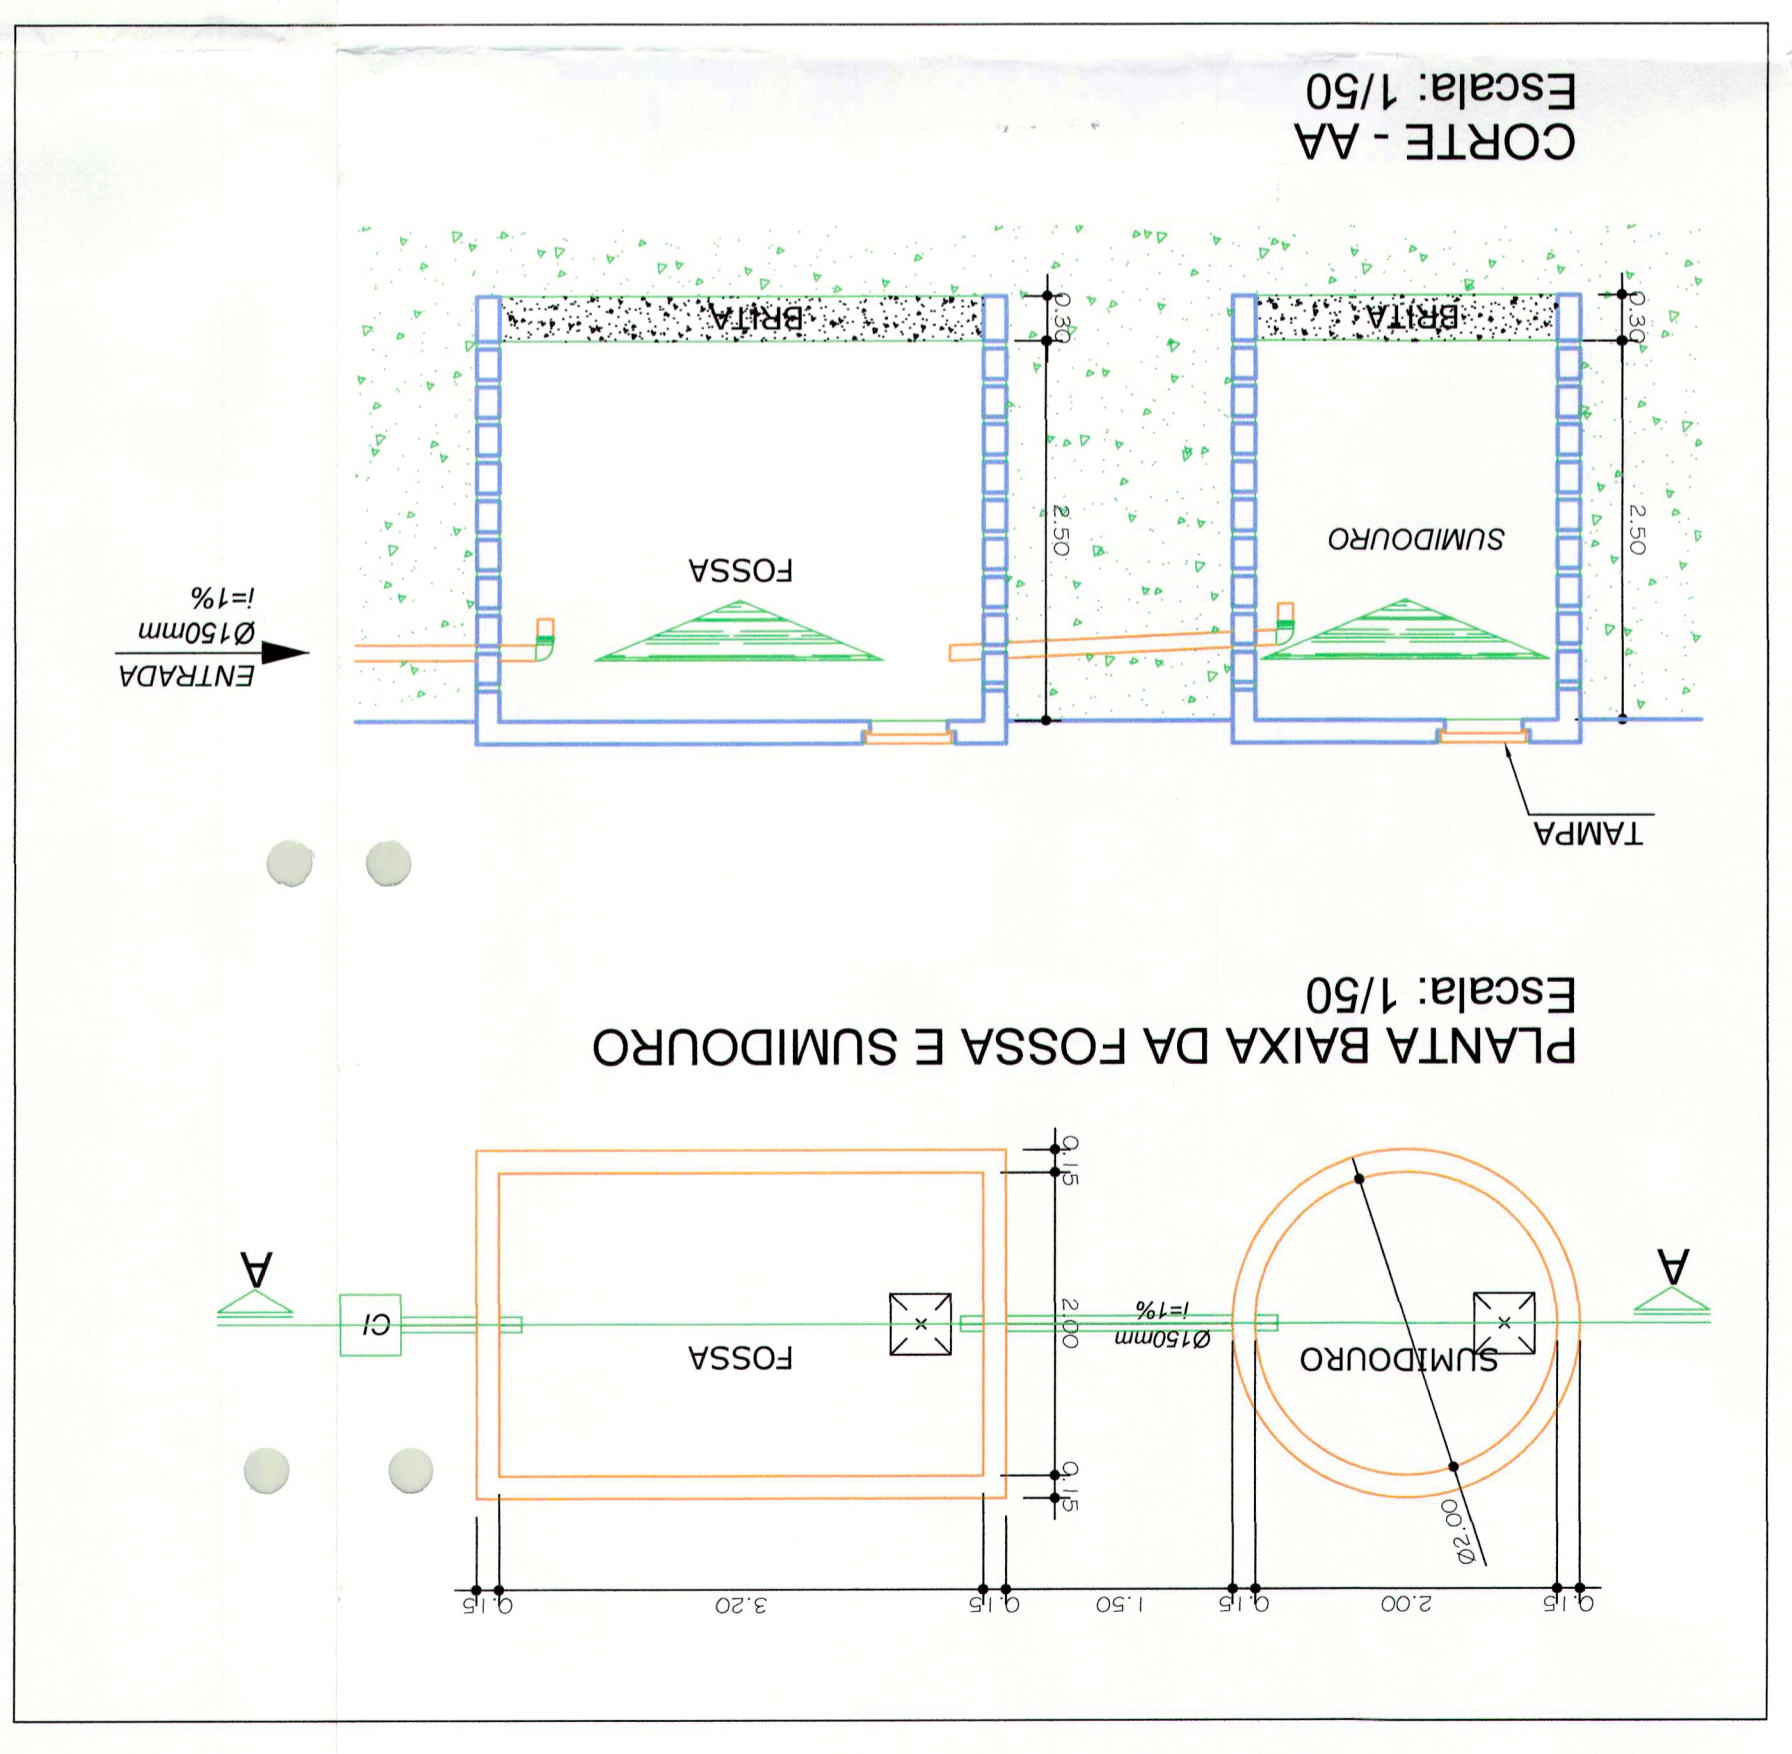 0.15
2.00
0.15
1.50
0.15
3.20
0.15
Ø2.00
0.15
2.00
0.15
SUMIDOURO
Ø150mm
i=1%
FOSSA
CI
A
A
PLANTA BAIXA DA FOSSA E SUMIDOURO
Escala: 1/50
TAMPA
ENTRADA
Ø150mm
i=1%
SUMIDOURO
FOSSA
2.50
2.50
BRITA
BRITA
0.30
0.30
CORTE - AA
Escala: 1/50